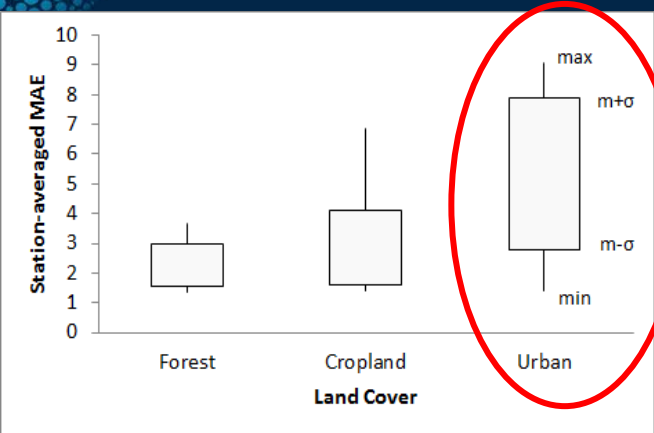 10
9
8
7
6
5
4
3
2
1
0
Station-averaged MAE
max
m+σ
m-σ
min
Forest Cropland Urban
Land Cover